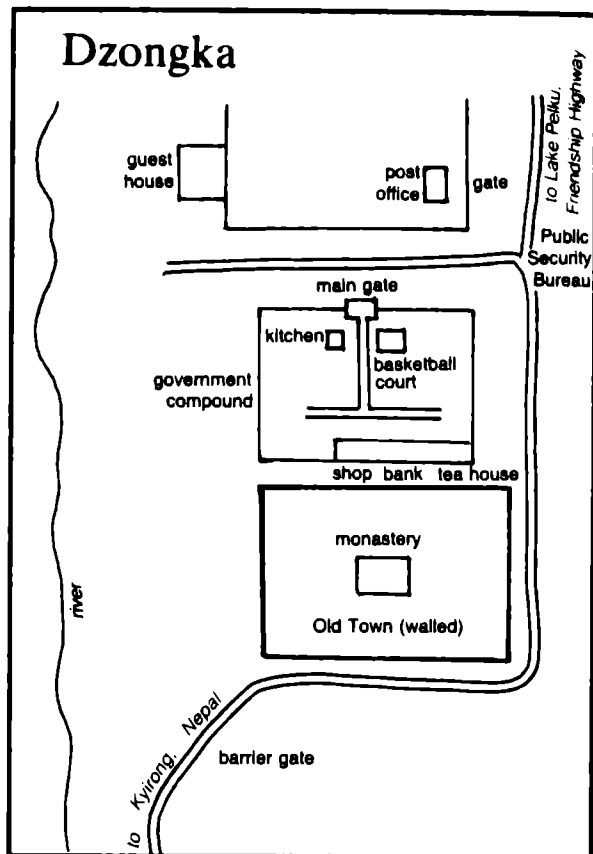 Dzongka
to Lake Pelku.
Friendship Highway
guest
house
post
office
gate
Public
Security
Bureau
main gate
kitchen
basketball
court
government
compound
shop bank tea house
monastery
Old Town (walled)
river
to Kyirong, Nepal
barrier gate